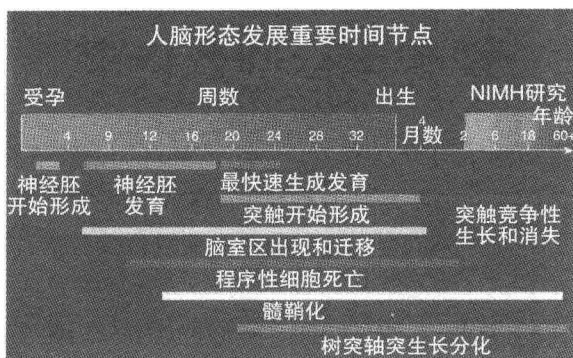 人脑形态发展重要时间节点
受孕 周数 出生 NIMH研究
年龄
4 9 12 16 20 24 28 32 月数 4 2 6 18 60+
神经胚
开始形成
神经胚
发育
最快速生成发育
突触开始形成
突触竞争性
生长和消失
脑室区出现和迁移
程序性细胞死亡
髓鞘化
树突轴突生长分化